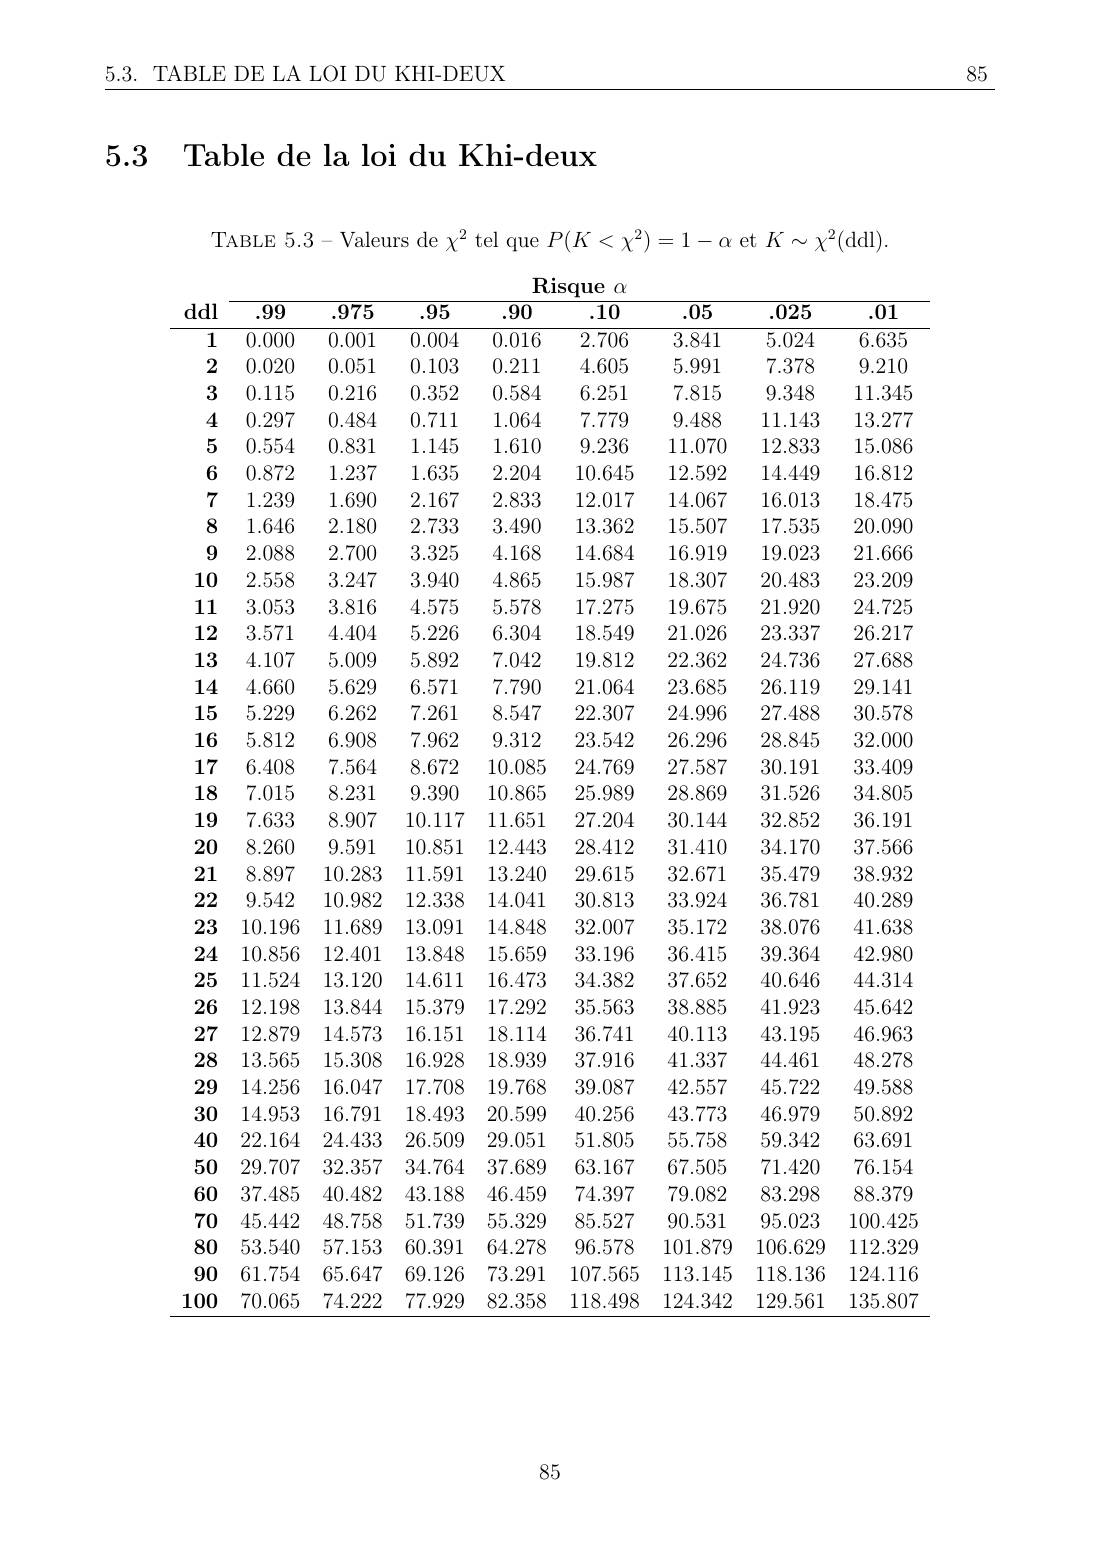 5.3. TABLE DE LA LOI DU KHI-DEUX 85
5.3 Table de la loi du Khi-deux
TABLE 5.3 – Valeurs de χ² tel que P(K < χ²) = 1 − α et K ∼ χ²(ddl).
Risque α
ddl .99 .975 .95 .90 .10 .05 .025 .01
1 0.000 0.001 0.004 0.016 2.706 3.841 5.024 6.635
2 0.020 0.051 0.103 0.211 4.605 5.991 7.378 9.210
3 0.115 0.216 0.352 0.584 6.251 7.815 9.348 11.345
4 0.297 0.484 0.711 1.064 7.779 9.488 11.143 13.277
5 0.554 0.831 1.145 1.610 9.236 11.070 12.833 15.086
6 0.872 1.237 1.635 2.204 10.645 12.592 14.449 16.812
7 1.239 1.690 2.167 2.833 12.017 14.067 16.013 18.475
8 1.646 2.180 2.733 3.490 13.362 15.507 17.535 20.090
9 2.088 2.700 3.325 4.168 14.684 16.919 19.023 21.666
10 2.558 3.247 3.940 4.865 15.987 18.307 20.483 23.209
11 3.053 3.816 4.575 5.578 17.275 19.675 21.920 24.725
12 3.571 4.404 5.226 6.304 18.549 21.026 23.337 26.217
13 4.107 5.009 5.892 7.042 19.812 22.362 24.736 27.688
14 4.660 5.629 6.571 7.790 21.064 23.685 26.119 29.141
15 5.229 6.262 7.261 8.547 22.307 24.996 27.488 30.578
16 5.812 6.908 7.962 9.312 23.542 26.296 28.845 32.000
17 6.408 7.564 8.672 10.085 24.769 27.587 30.191 33.409
18 7.015 8.231 9.390 10.865 25.989 28.869 31.526 34.805
19 7.633 8.907 10.117 11.651 27.204 30.144 32.852 36.191
20 8.260 9.591 10.851 12.443 28.412 31.410 34.170 37.566
21 8.897 10.283 11.591 13.240 29.615 32.671 35.479 38.932
22 9.542 10.982 12.338 14.041 30.813 33.924 36.781 40.289
23 10.196 11.689 13.091 14.848 32.007 35.172 38.076 41.638
24 10.856 12.401 13.848 15.659 33.196 36.415 39.364 42.980
25 11.524 13.120 14.611 16.473 34.382 37.652 40.646 44.314
26 12.198 13.844 15.379 17.292 35.563 38.885 41.923 45.642
27 12.879 14.573 16.151 18.114 36.741 40.113 43.195 46.963
28 13.565 15.308 16.928 18.939 37.916 41.337 44.461 48.278
29 14.256 16.047 17.708 19.768 39.087 42.557 45.722 49.588
30 14.953 16.791 18.493 20.599 40.256 43.773 46.979 50.892
40 22.164 24.433 26.509 29.051 51.805 55.758 59.342 63.691
50 29.707 32.357 34.764 37.689 63.167 67.505 71.420 76.154
60 37.485 40.482 43.188 46.459 74.397 79.082 83.298 88.379
70 45.442 48.758 51.739 55.329 85.527 90.531 95.023 100.425
80 53.540 57.153 60.391 64.278 96.578 101.879 106.629 112.329
90 61.754 65.647 69.126 73.291 107.565 113.145 118.136 124.116
100 70.065 74.222 77.929 82.358 118.498 124.342 129.561 135.807
85